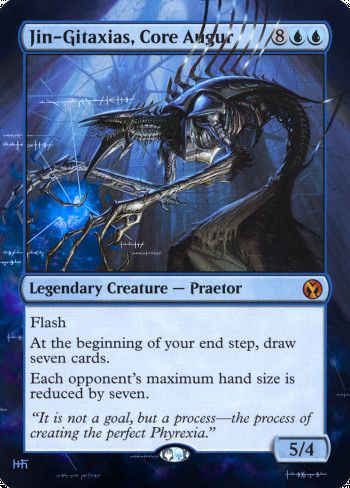 Jin-Gitaxias, Core Augur 8
Legendary Creature — Praetor
Flash
At the beginning of your end step, draw
seven cards.
Each opponent's maximum hand size is
reduced by seven.
“It is not a goal, but a process—the process of
creating the perfect Phyrexia.”
5/4